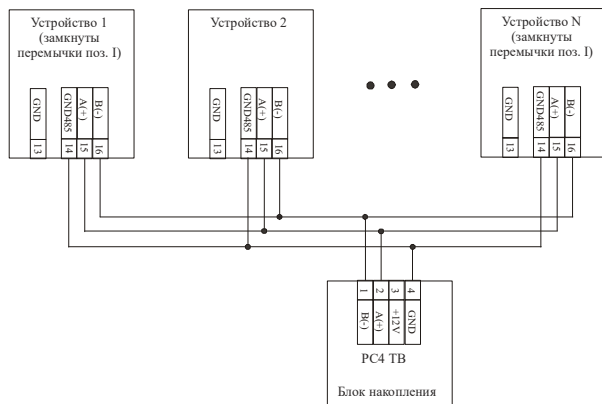 Устройство 1
(замкнуты
перемычки поз. I)
GND
GND485
A(+)
B(-)
13
14
15
16
Устройство 2
GND
GND485
A(+)
B(-)
13
14
15
16
Устройство N
(замкнуты
перемычки поз. I)
GND
GND485
A(+)
B(-)
13
14
15
16
1
2
3
4
B(-)
A(+)
+12V
GND
PC4 TB
Блок накопления